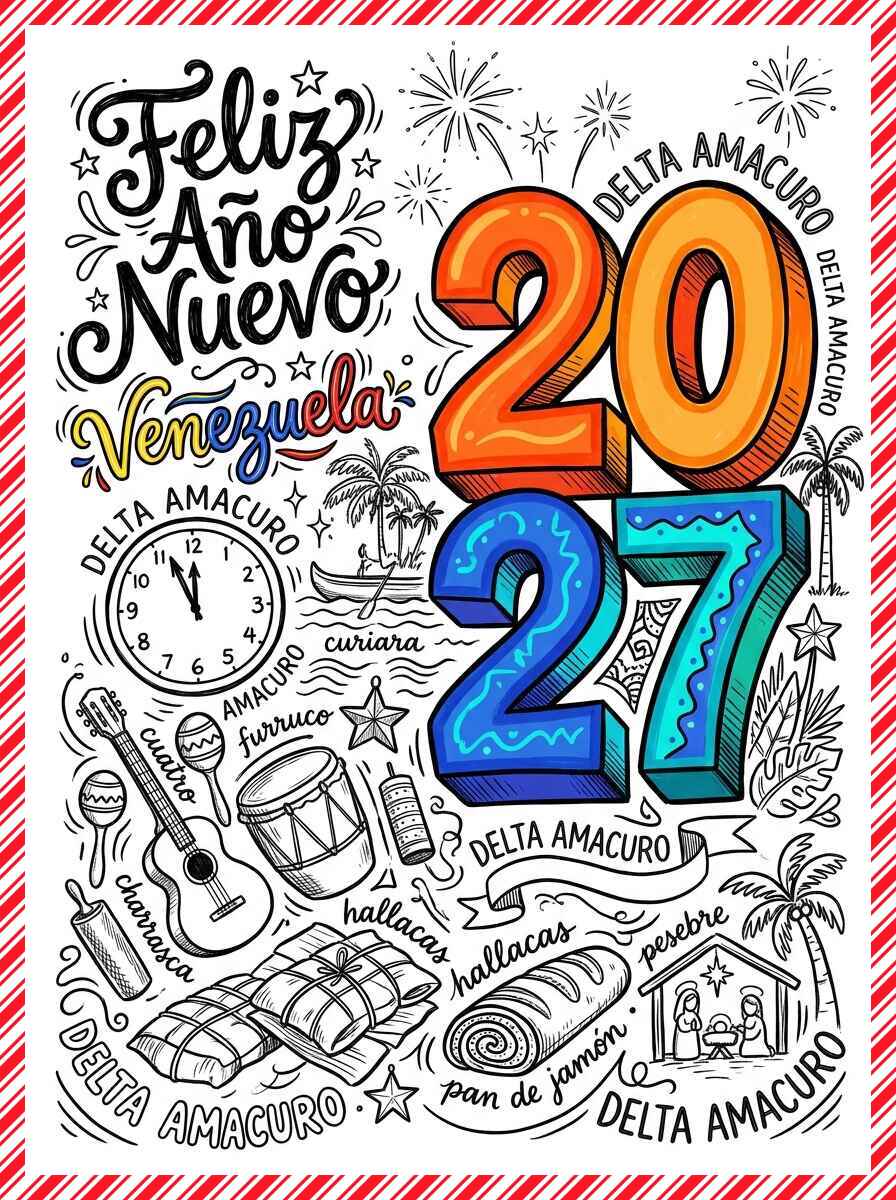 Feliz
Año
Nuevo
Venezuela
DELTA AMACURO
DELTA AMACURO
20
27
DELTA AMACURO
12
1
2
3
4
5
6
7
8
9
10
11
curiara
AMACURO
furruco
cuatro
charrasca
hallacas
DELTA AMACURO
hallacas
pesebre
pan de jamón
DELTA AMACURO
DELTA AMACURO